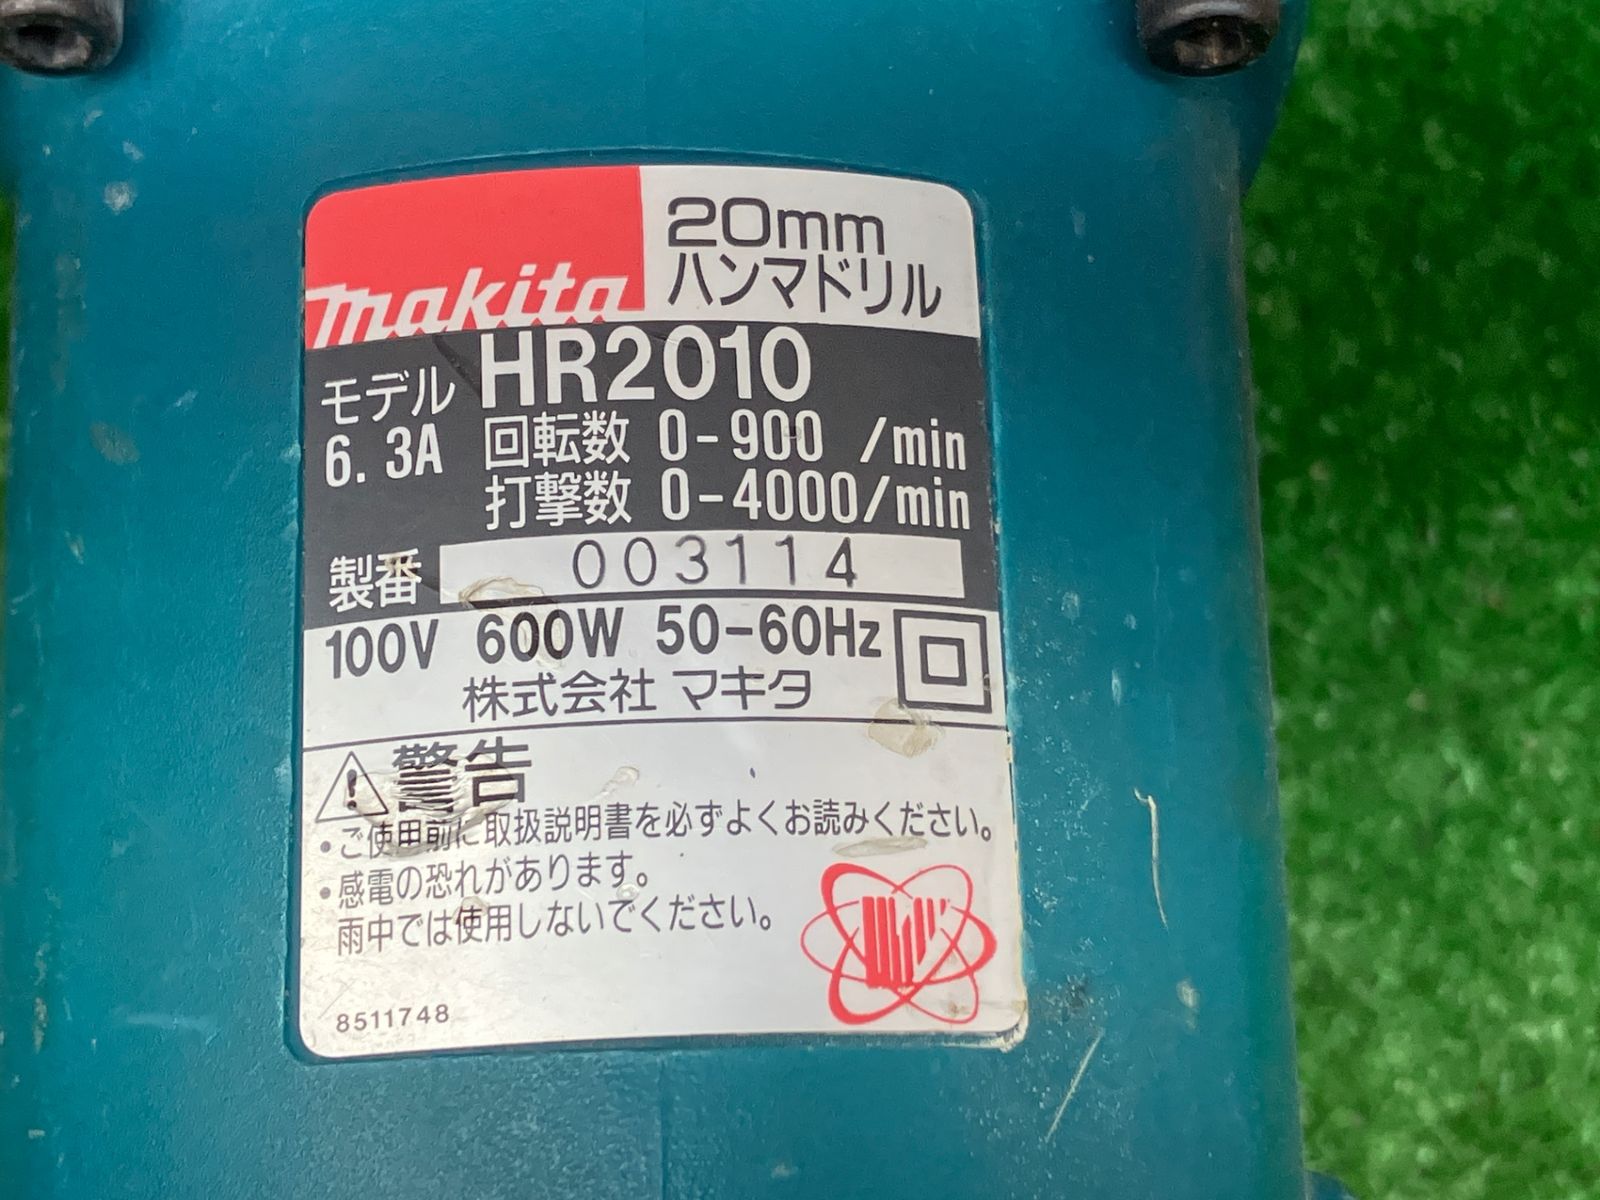 makita
20mm
ハンマドリル
モデル HR2010
6.3A 回転数 0-900 /min
打撃数 0-4000/min
製番 003114
100V 600W 50-60Hz
株式会社 マキタ
警告
・ご使用前に取扱説明書を必ずよくお読みください。
・感電の恐れがあります。
雨中では使用しないでください。
8511748